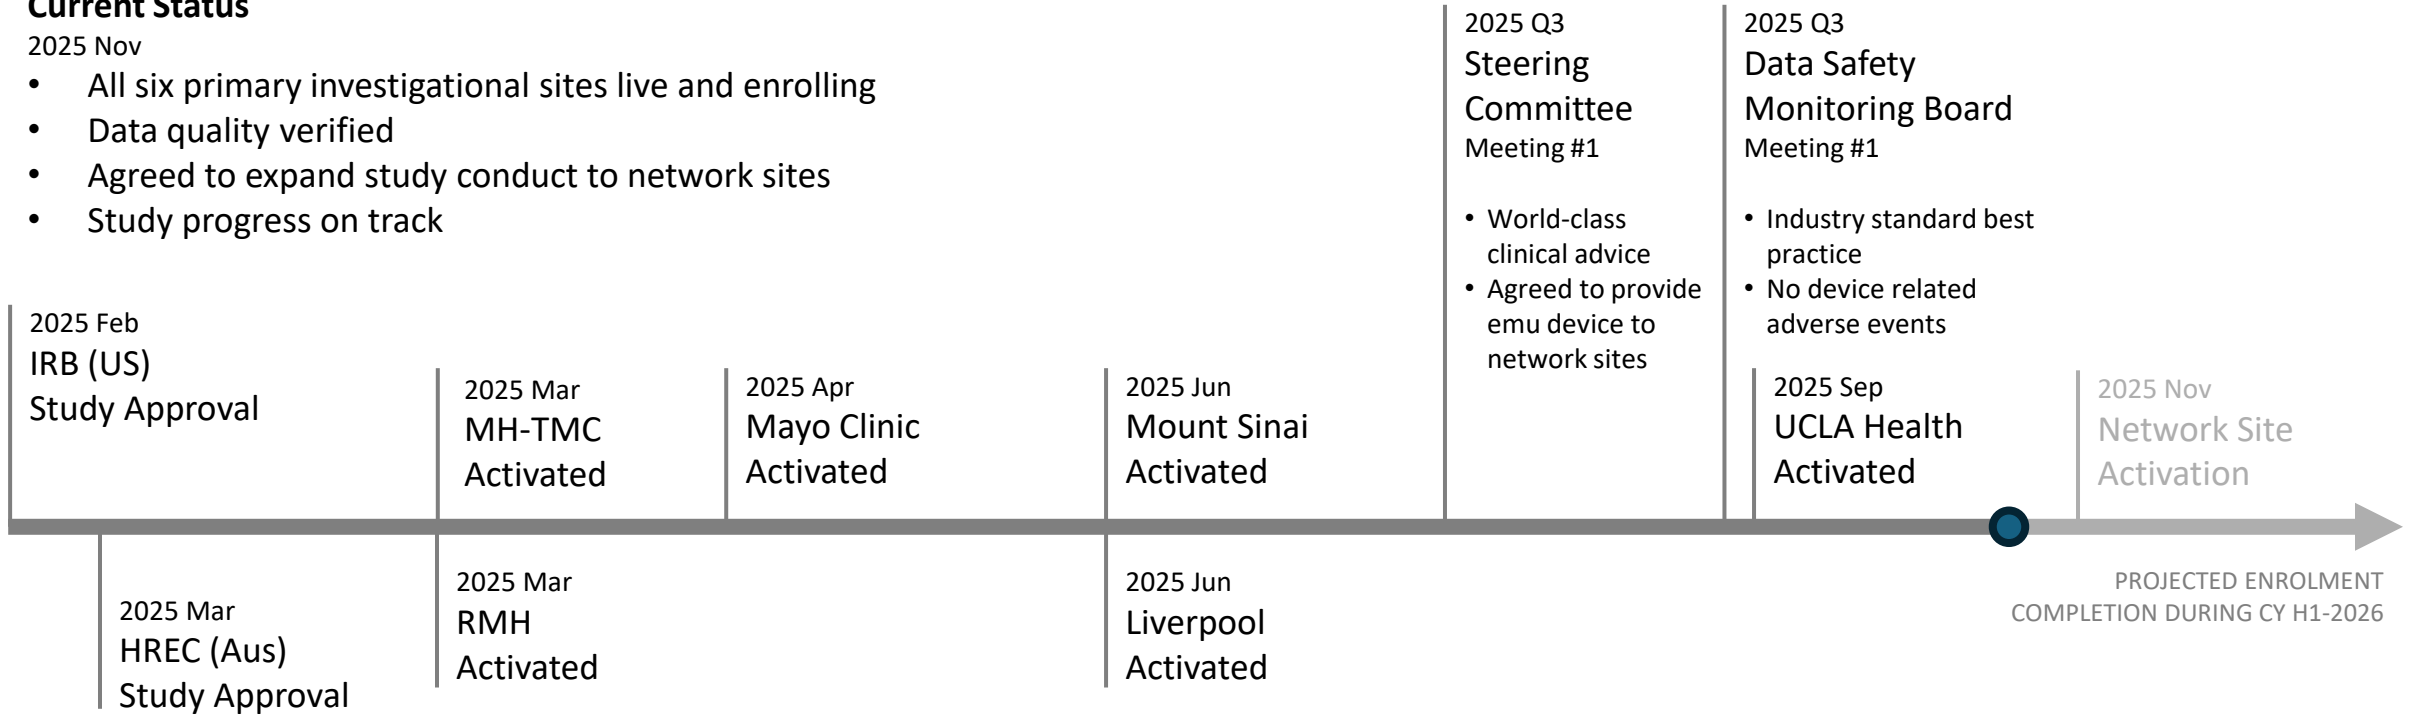 Current Status
2025 Nov
• All six primary investigational sites live and enrolling
• Data quality verified
• Agreed to expand study conduct to network sites
• Study progress on track
2025 Q3
Steering
Committee
Meeting #1
• World-class
clinical advice
• Agreed to provide
emu device to
network sites
2025 Q3
Data Safety
Monitoring Board
Meeting #1
• Industry standard best
practice
• No device related
adverse events
2025 Feb
IRB (US)
Study Approval
2025 Mar
MH-TMC
Activated
2025 Apr
Mayo Clinic
Activated
2025 Jun
Mount Sinai
Activated
2025 Sep
UCLA Health
Activated
2025 Nov
Network Site
Activation
2025 Mar
HREC (Aus)
Study Approval
2025 Mar
RMH
Activated
2025 Jun
Liverpool
Activated
PROJECTED ENROLMENT
COMPLETION DURING CY H1-2026